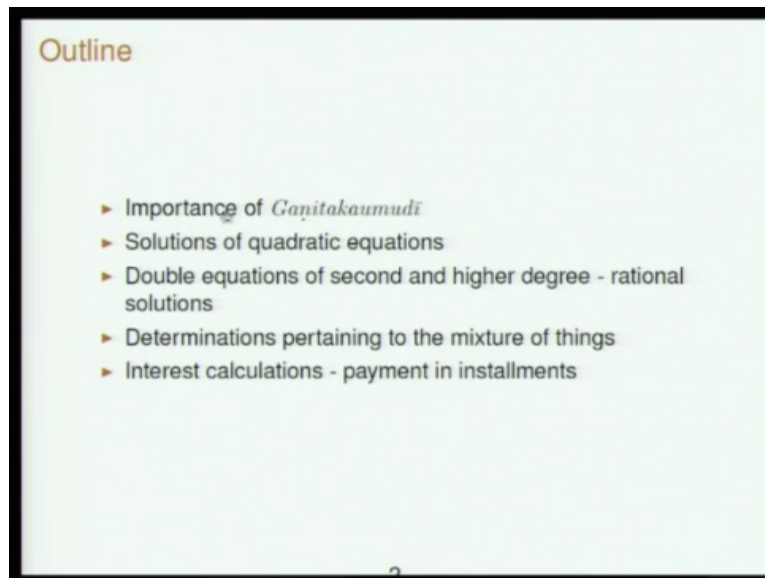 Outline
► Importance of Gaṇitakaumudī
► Solutions of quadratic equations
► Double equations of second and higher degree - rational
solutions
► Determinations pertaining to the mixture of things
► Interest calculations - payment in installments